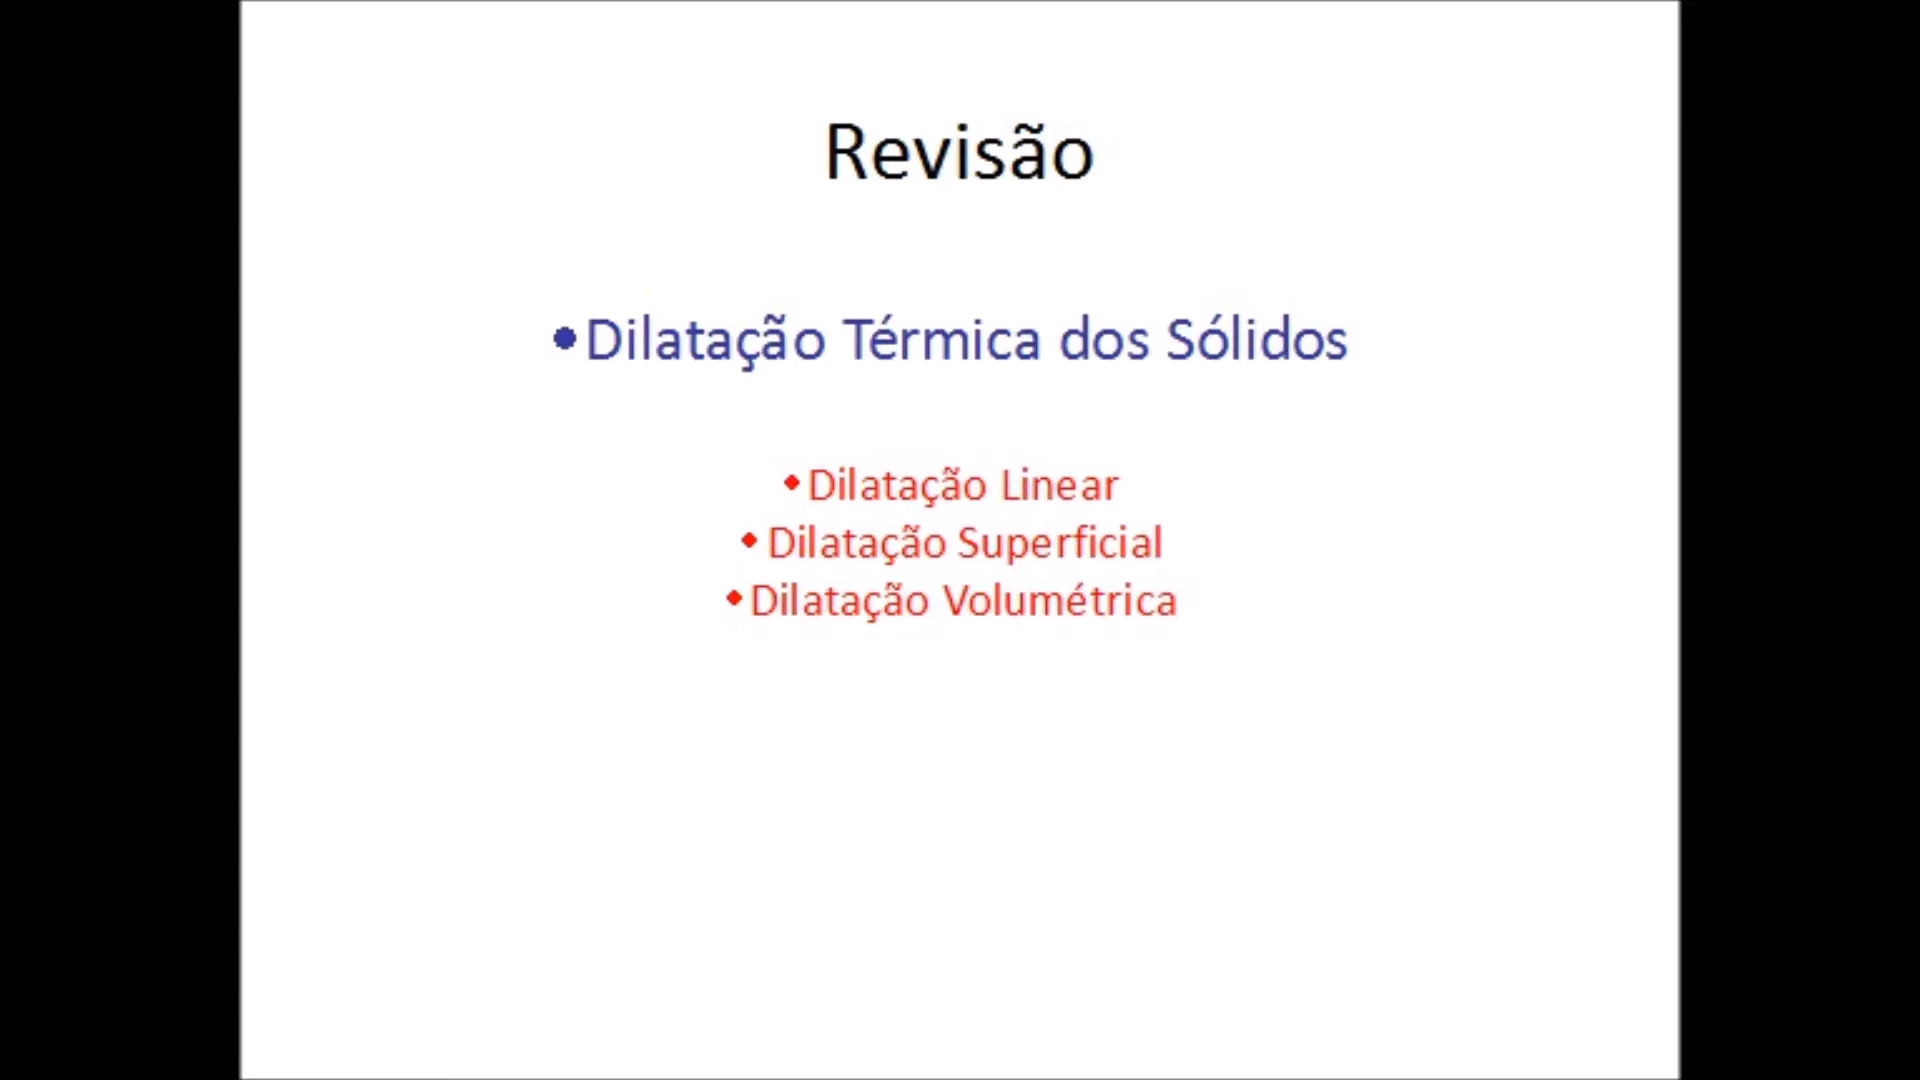 Revisão
•Dilatação Térmica dos Sólidos
•Dilatação Linear
• Dilatação Superficial
•Dilatação Volumétrica